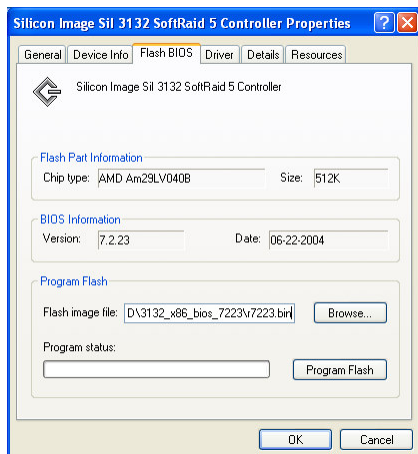 Silicon Image SiI 3132 SoftRaid 5 Controller Properties
General Device Info Flash BIOS Driver Details Resources
Silicon Image SiI 3132 SoftRaid 5 Controller
Flash Part Information
Chip type: AMD Am29LV040B Size: 512K
BIOS Information
Version: 7.2.23 Date: 06-22-2004
Program Flash
Flash image file: D\3132_x86_bios_7223\r7223.bin Browse...
Program status:
Program Flash
OK Cancel